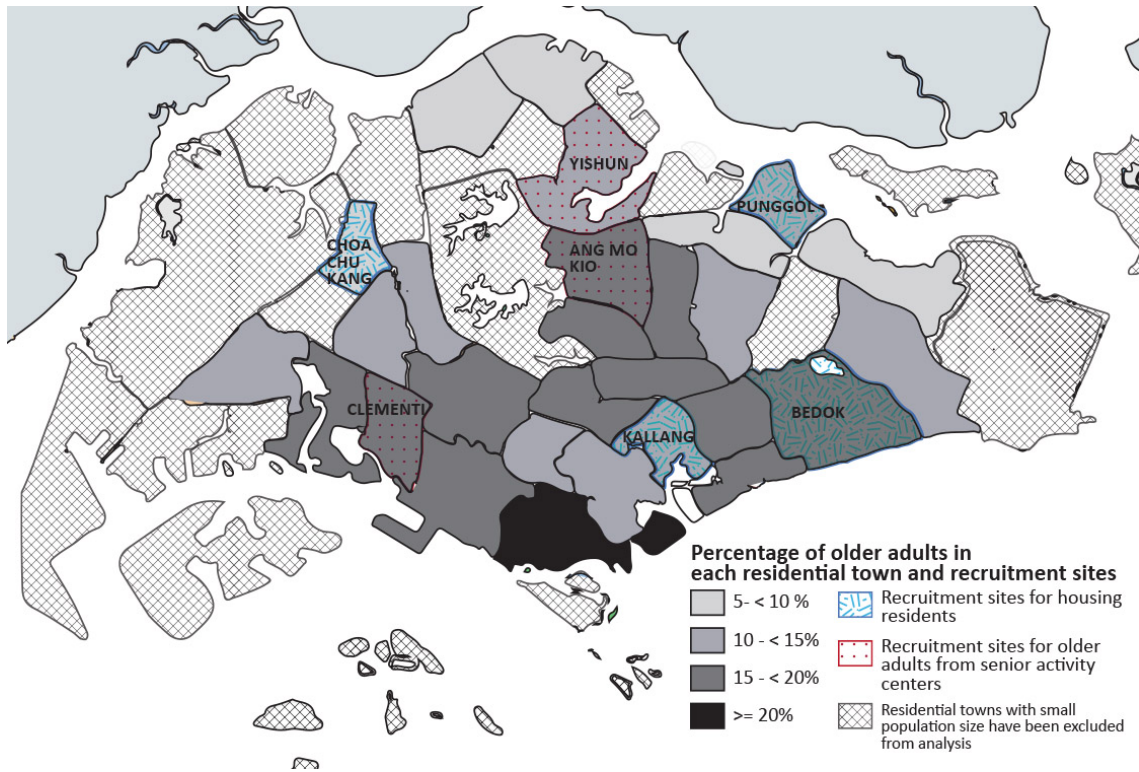 YISHUN
PUNGGOL
CHOA
CHU
KANG
ANG MO
KIO
CLEMENTI
KALLANG
BEDOK
Percentage of older adults in
each residential town and recruitment sites
5- < 10 %
10 - < 15%
15 - < 20%
>= 20%
Recruitment sites for housing
residents
Recruitment sites for older
adults from senior activity
centers
Residential towns with small
population size have been excluded
from analysis